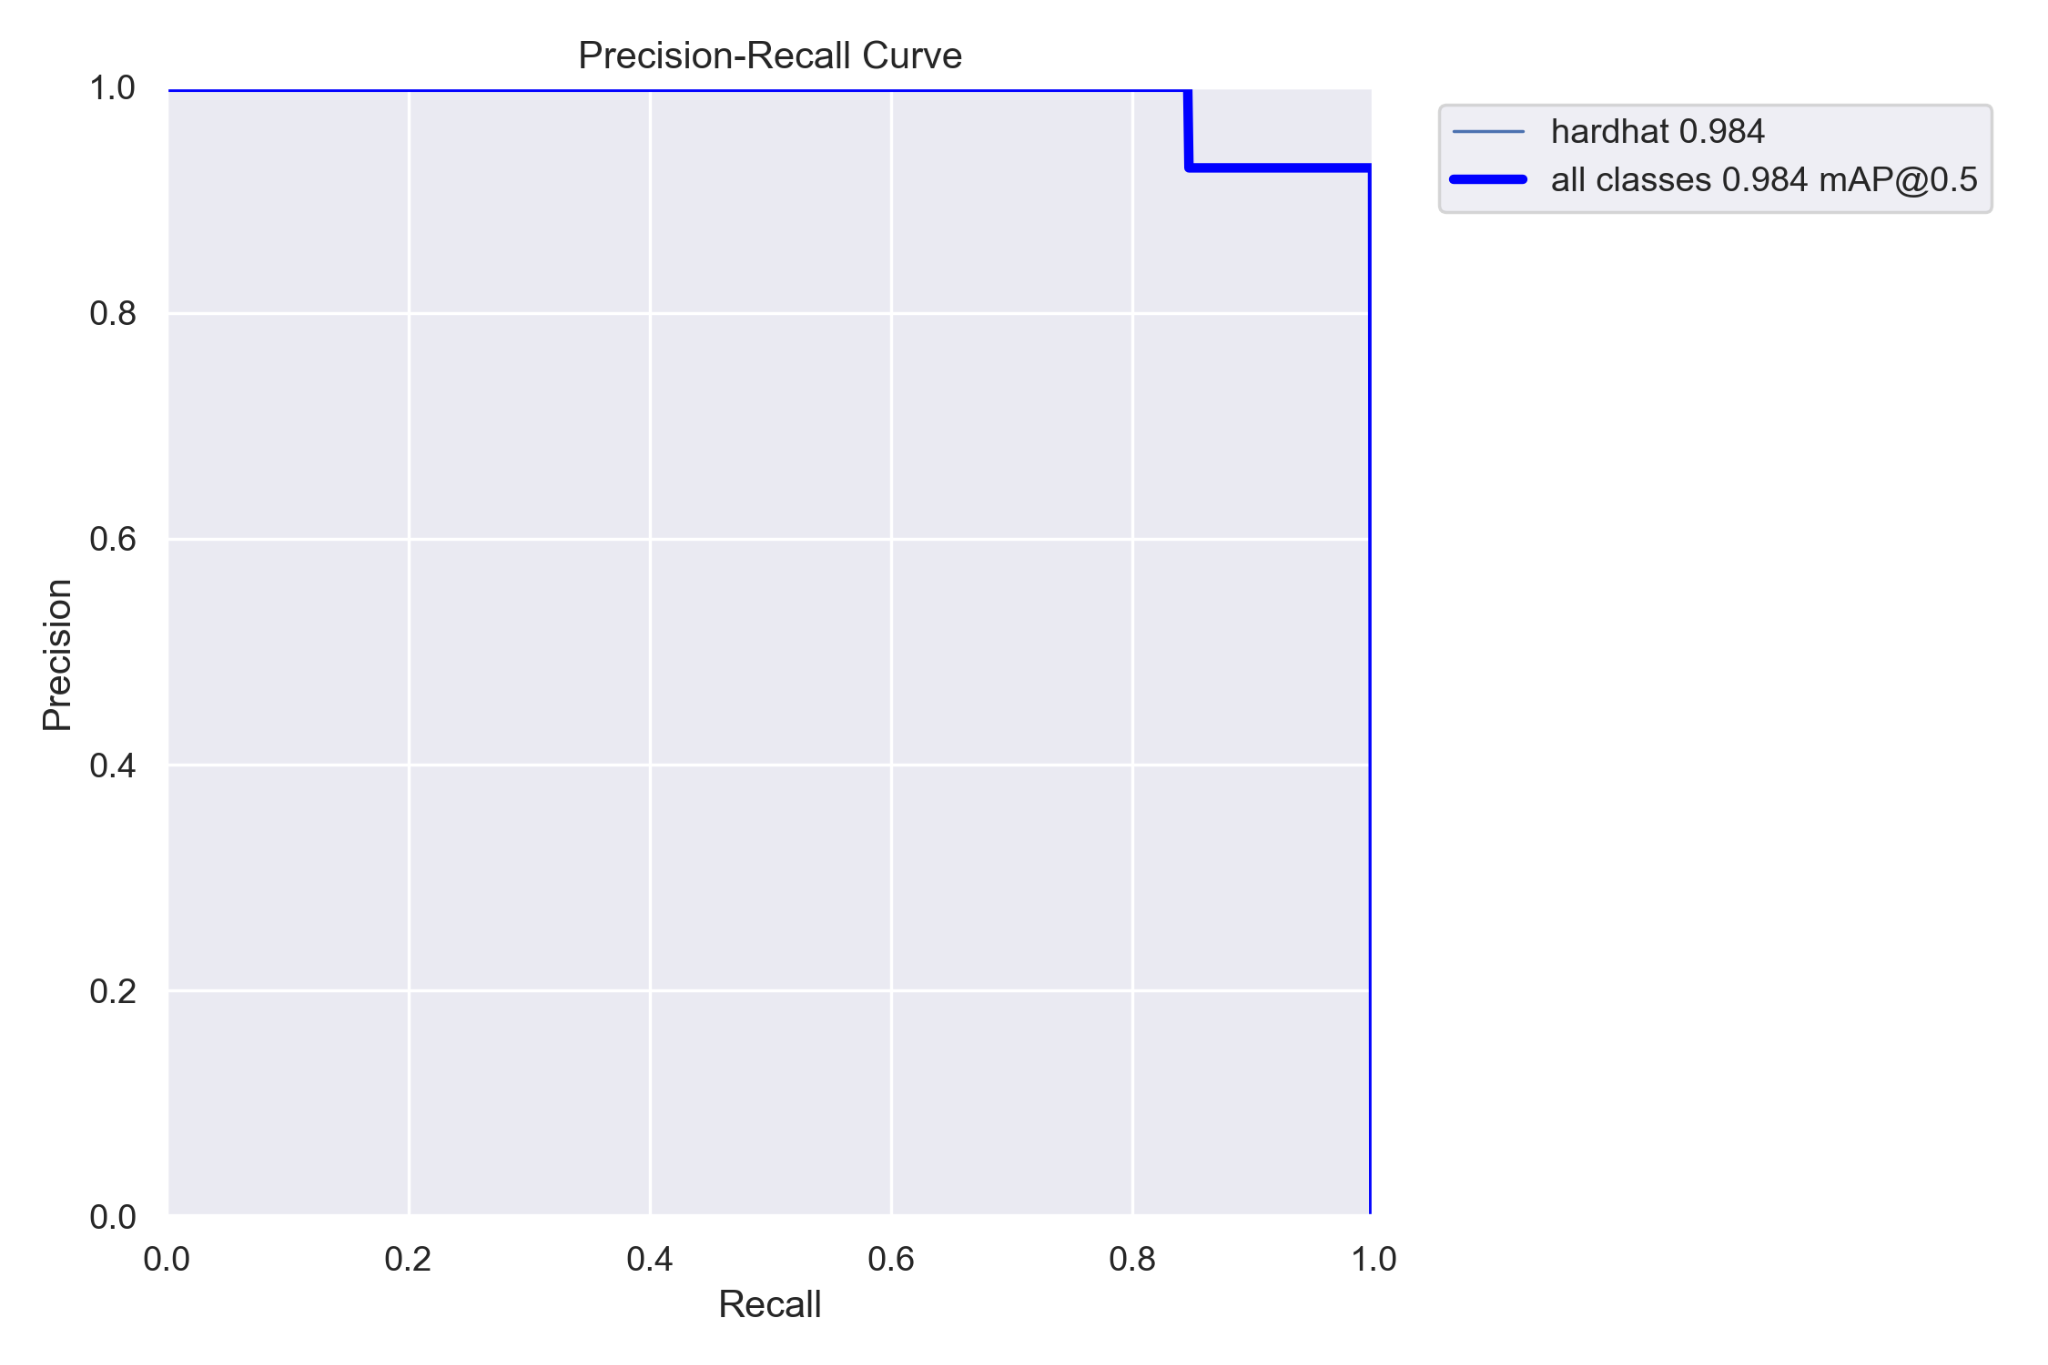 Precision-Recall Curve
1.0
0.8
0.6
0.4
0.2
0.0
Precision
0.0 0.2 0.4 0.6 0.8 1.0
Recall
hardhat 0.984
all classes 0.984 mAP@0.5